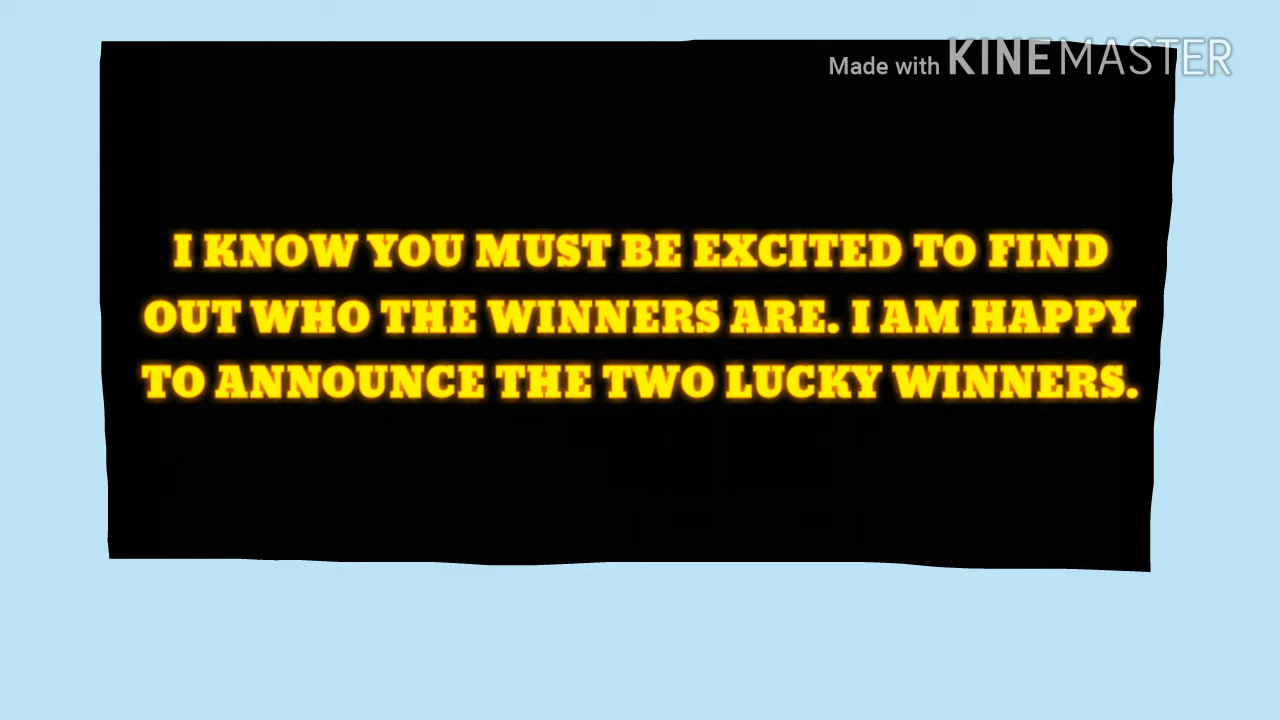 Made with KINEMASTER
I KNOW YOU MUST BE EXCITED TO FIND
OUT WHO THE WINNERS ARE. I AM HAPPY
TO ANNOUNCE THE TWO LUCKY WINNERS.